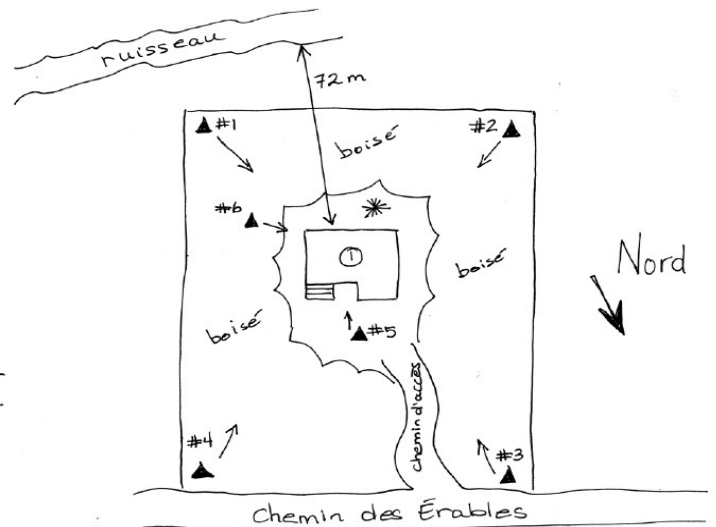 ruisseau
72 m
#1
#2
boisé
#6
1
boisé
Nord
boisé
#5
chemin d'accès
#4
#3
Chemin des Érables